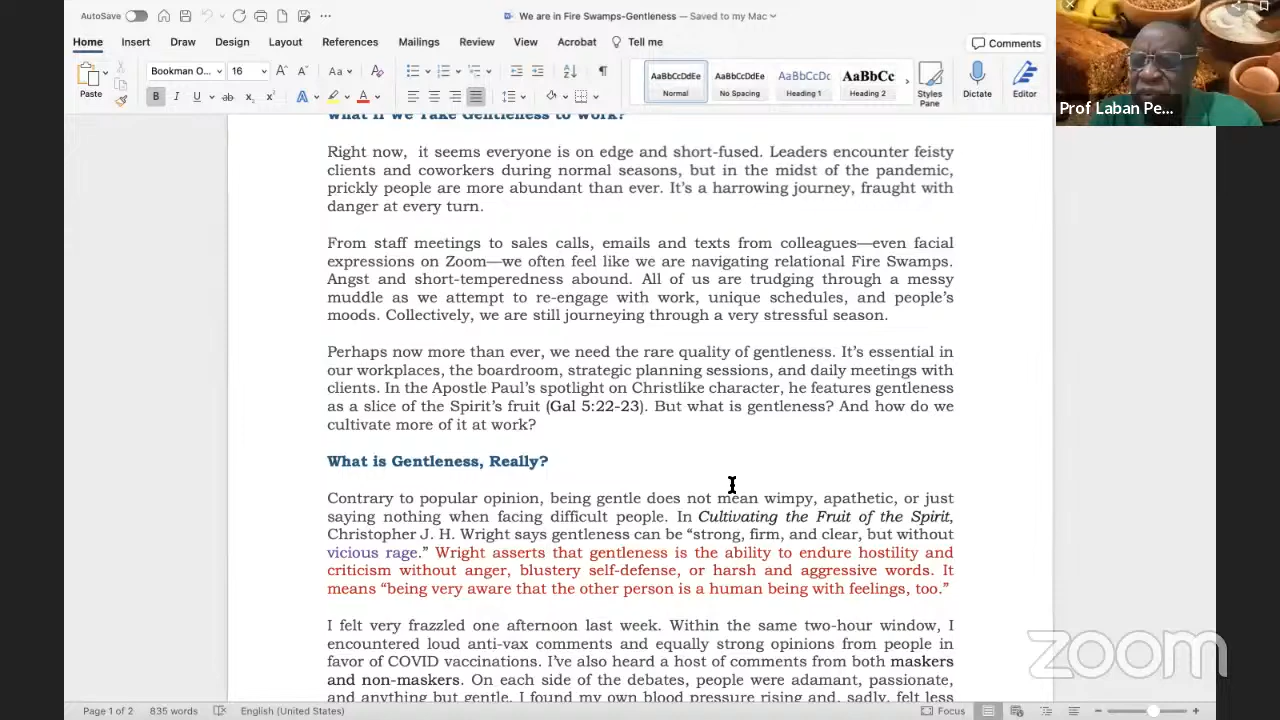 AutoSave
We are in Fire Swamps-Gentleness — Saved to my Mac
Home Insert Draw Design Layout References Mailings Review View Acrobat Tell me
Comments
Paste
Bookman O... 16
AaBbCcDdEe AaBbCcDdEe AaBbCcDc AaBbCc
Normal No Spacing Heading 1 Heading 2
Styles Pane
Dictate
Editor
Prof Laban Pe...
What if We Take Gentleness to Work?
Right now, it seems everyone is on edge and short-fused. Leaders encounter feisty
clients and coworkers during normal seasons, but in the midst of the pandemic,
prickly people are more abundant than ever. It’s a harrowing journey, fraught with
danger at every turn.
From staff meetings to sales calls, emails and texts from colleagues—even facial
expressions on Zoom—we often feel like we are navigating relational Fire Swamps.
Angst and short-temperedness abound. All of us are trudging through a messy
muddle as we attempt to re-engage with work, unique schedules, and people’s
moods. Collectively, we are still journeying through a very stressful season.
Perhaps now more than ever, we need the rare quality of gentleness. It’s essential in
our workplaces, the boardroom, strategic planning sessions, and daily meetings with
clients. In the Apostle Paul’s spotlight on Christlike character, he features gentleness
as a slice of the Spirit’s fruit (Gal 5:22-23). But what is gentleness? And how do we
cultivate more of it at work?
What is Gentleness, Really?
Contrary to popular opinion, being gentle does not mean wimpy, apathetic, or just
saying nothing when facing difficult people. In Cultivating the Fruit of the Spirit,
Christopher J. H. Wright says gentleness can be “strong, firm, and clear, but without
vicious rage.” Wright asserts that gentleness is the ability to endure hostility and
criticism without anger, blustery self-defense, or harsh and aggressive words. It
means “being very aware that the other person is a human being with feelings, too.”
I felt very frazzled one afternoon last week. Within the same two-hour window, I
encountered loud anti-vax comments and equally strong opinions from people in
favor of COVID vaccinations. I’ve also heard a host of comments from both maskers
and non-maskers. On each side of the debates, people were adamant, passionate,
and anything but gentle. I found my own blood pressure rising and, sadly, felt less
zoom
Page 1 of 2 835 words English (United States) Focus